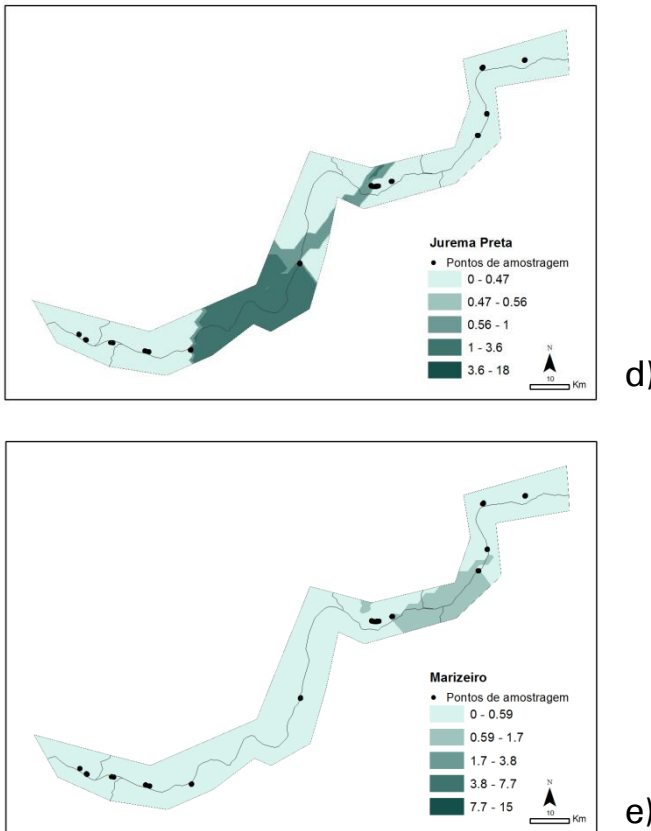 Jurema Preta
Pontos de amostragem
0 - 0.47
0.47 - 0.56
0.56 - 1
1 - 3.6
3.6 - 18
N
10
Km
d)
Marizeiro
Pontos de amostragem
0 - 0.59
0.59 - 1.7
1.7 - 3.8
3.8 - 7.7
7.7 - 15
N
10
Km
e)